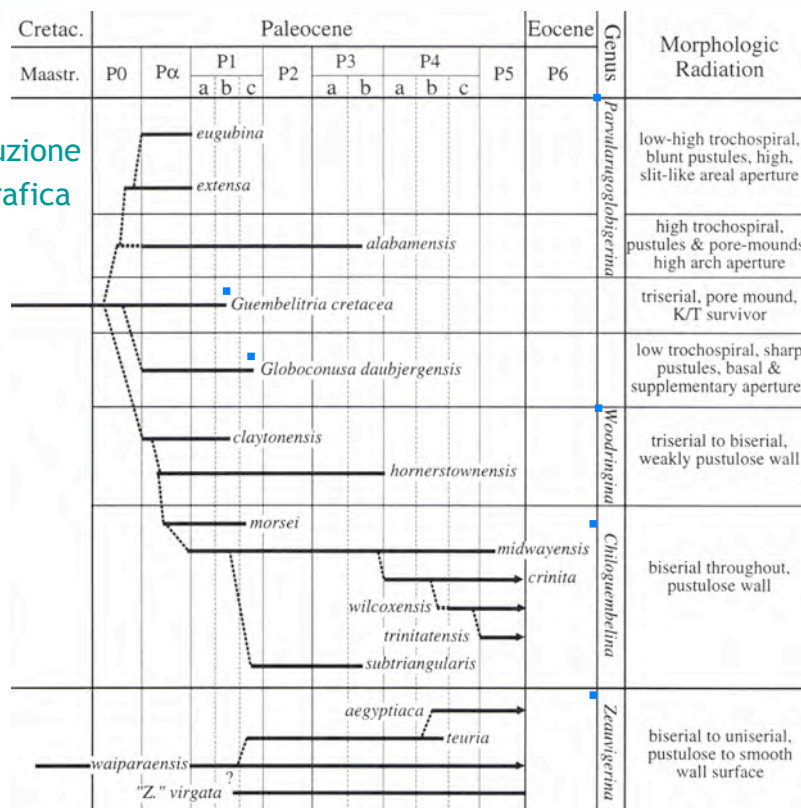 Cretac. Paleocene Eocene Genus Morphologic Radiation
Maastr. P0 Pα P1 P2 P3 P4 P5 P6
a b c a b a b c
uzione
rafica
eugubina
extensa
alabamensis
Guembelitria cretacea
Globoconusa daubjergensis
claytonensis
hornerstownensis
morsei
midwayensis
crinita
wilcoxensis
trinitatensis
subtriangularis
aegyptiaca
teuria
waiparaensis
?
"Z." virgata
Parvularugoglobigerina
Woodringina
Chiloguembelina
Zeauvigerina
low-high trochospiral,
blunt pustules, high,
slit-like areal aperture
high trochospiral,
pustules & pore-mounds
high arch aperture
triserial, pore mound,
K/T survivor
low trochospiral, sharp
pustules, basal &
supplementary aperture
triserial to biserial,
weakly pustulose wall
biserial throughout,
pustulose wall
biserial to uniserial,
pustulose to smooth
wall surface